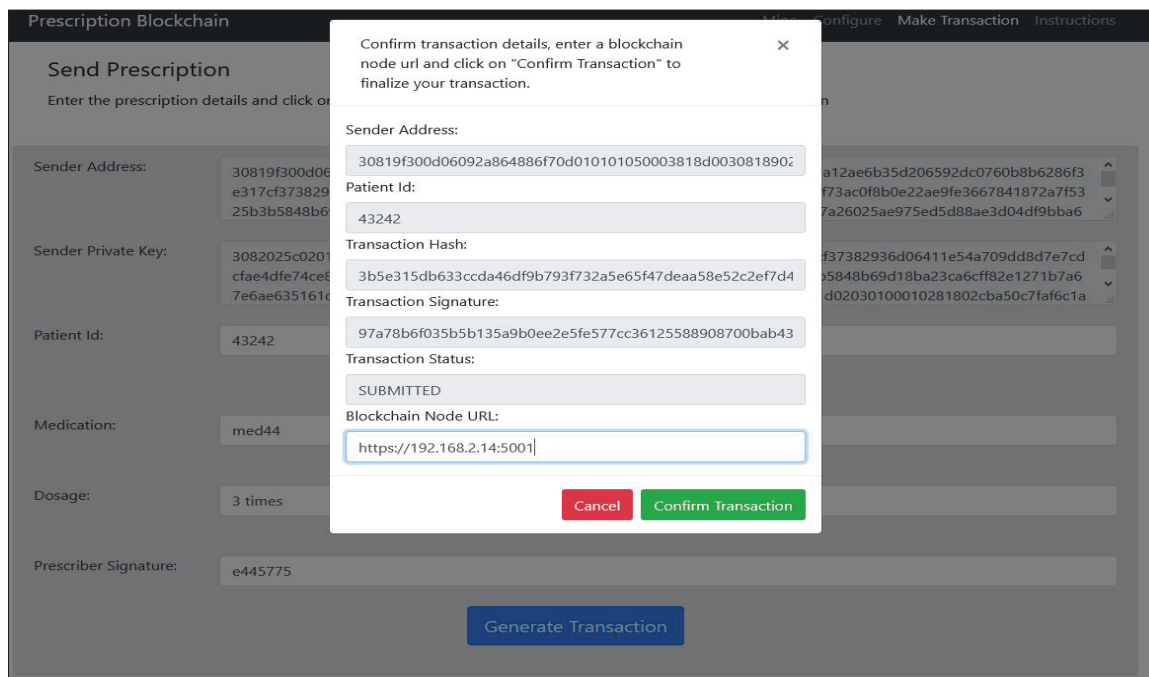 Prescription Blockchain
Mine Configure Make Transaction Instructions
Send Prescription
Enter the prescription details and click
Confirm transaction details, enter a blockchain
node url and click on "Confirm Transaction" to
finalize your transaction.
×
Sender Address:
30819f300d06092a864886f70d010101050003818d0030818902
Patient Id:
43242
Transaction Hash:
3b5e315db633ccda46df9b793f732a5e65f47deaa58e52c2ef7d4
Transaction Signature:
97a78b6f035b5b135a9b0ee2e5fe577cc36125588908700bab43
Transaction Status:
SUBMITTED
Blockchain Node URL:
https://192.168.2.14:5001
Cancel Confirm Transaction
Sender Address:
30819f300d06 a12ae6b35d206592dc0760b8b6286f3
e317cf373829 f73ac0f8b0e22ae9fe3667841872a7f53
25b3b5848b6 7a26025ae975ed5d88ae3d04df9bba6
Sender Private Key:
3082025c0201 f37382936d06411e54a709dd8d7e7cd
cfae4dfe74ce8 b5848b69d18ba23ca6cff82e1271b7a6
7e6ae635161 d02030100010281802cba50c7faf6c1a
Patient Id:
43242
Medication:
med44
Dosage:
3 times
Prescriber Signature:
e445775
Generate Transaction